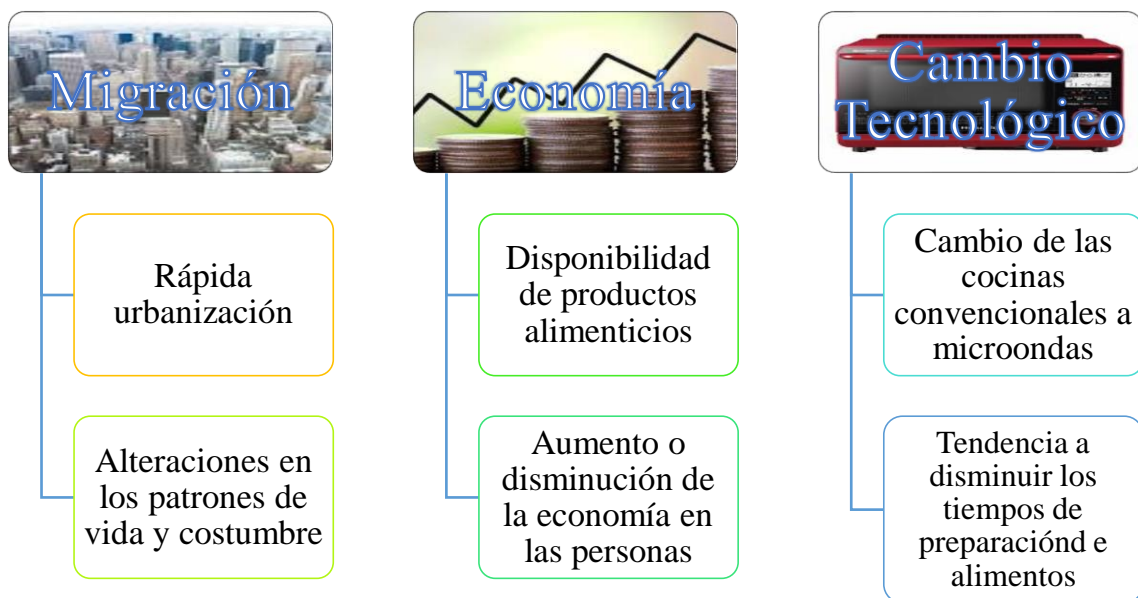 Migración
Rápida
urbanización
Alteraciones en
los patrones de
vida y costumbre
Economía
Disponibilidad
de productos
alimenticios
Aumento o
disminución de
la economía en
las personas
Cambio
Tecnológico
Cambio de las
cocinas
convencionales a
microondas
Tendencia a
disminuir los
tiempos de
preparaciónd e
alimentos